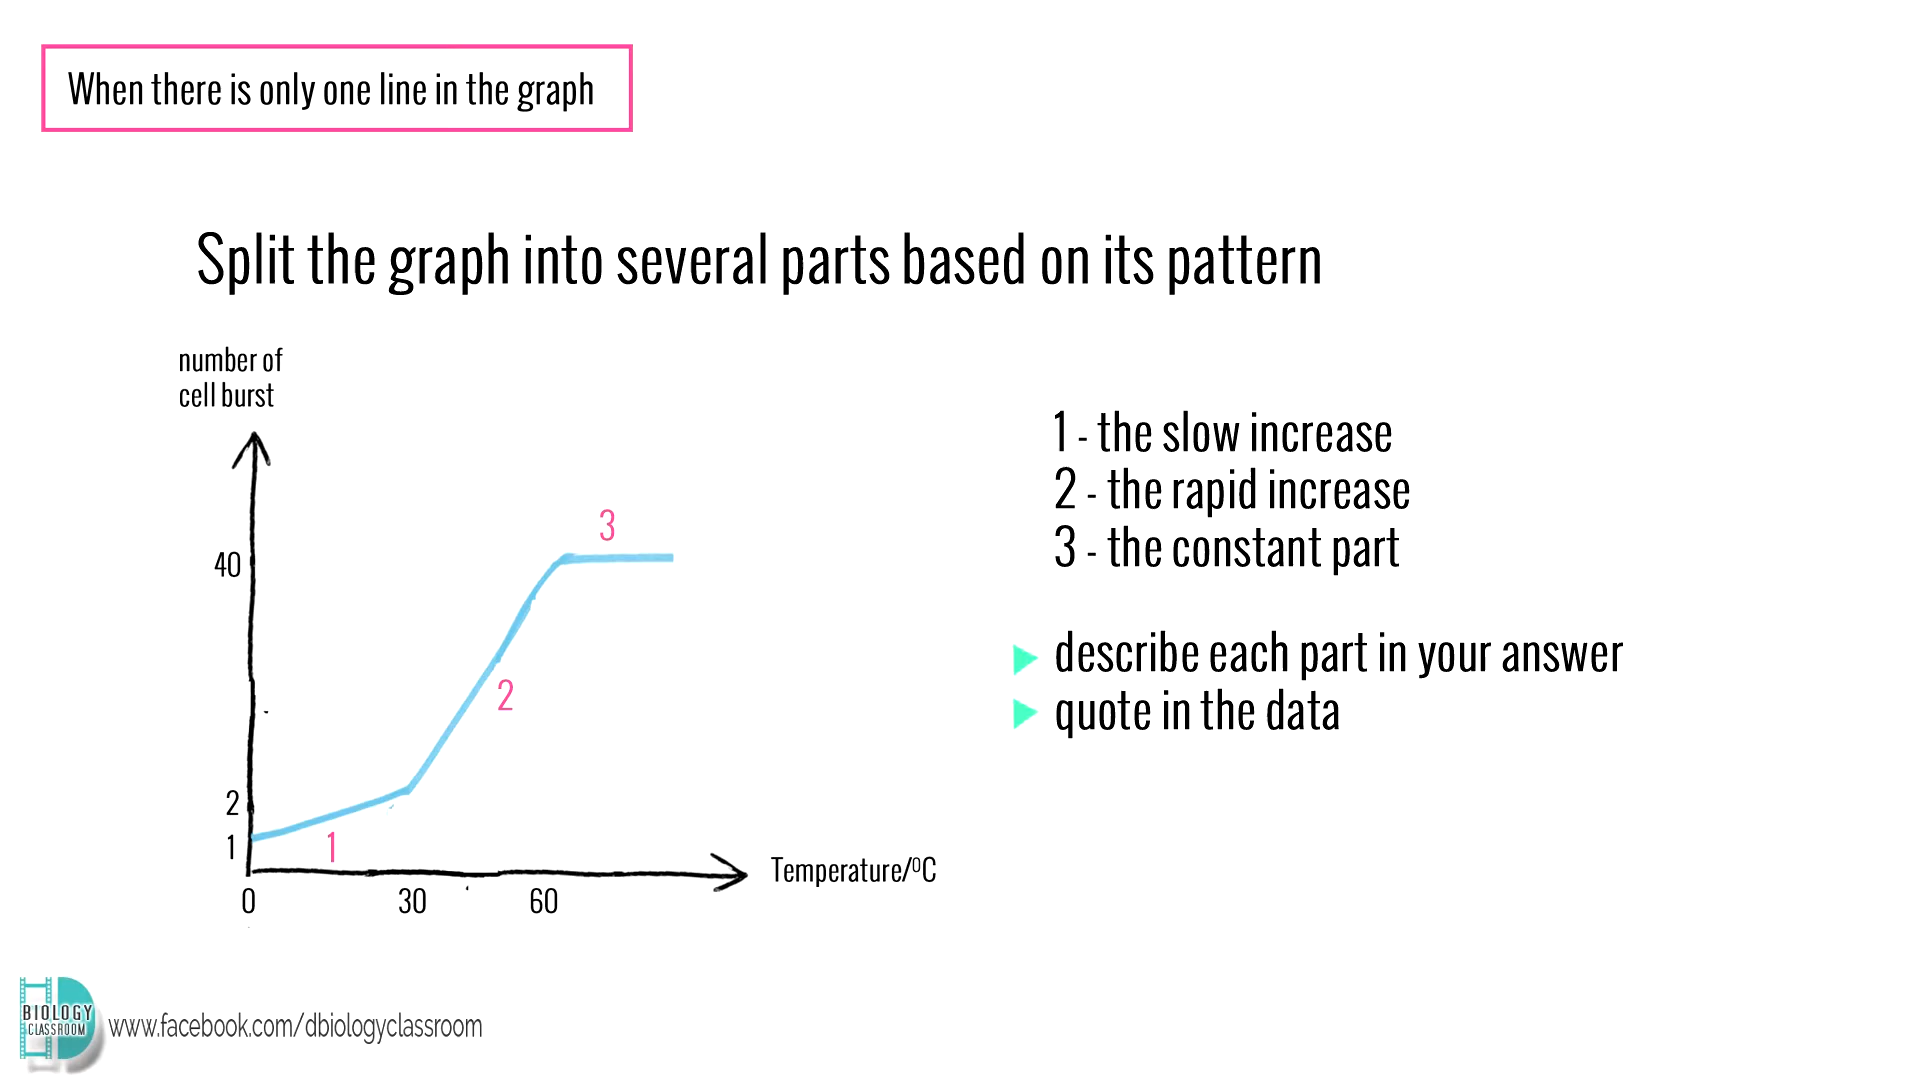 When there is only one line in the graph
Split the graph into several parts based on its pattern
number of
cell burst
40
2
1
0
30
60
Temperature/⁰C
1
2
3
1 - the slow increase
2 - the rapid increase
3 - the constant part
describe each part in your answer
quote in the data
BIOLOGY
CLASSROOM
www.facebook.com/dbiologyclassroom